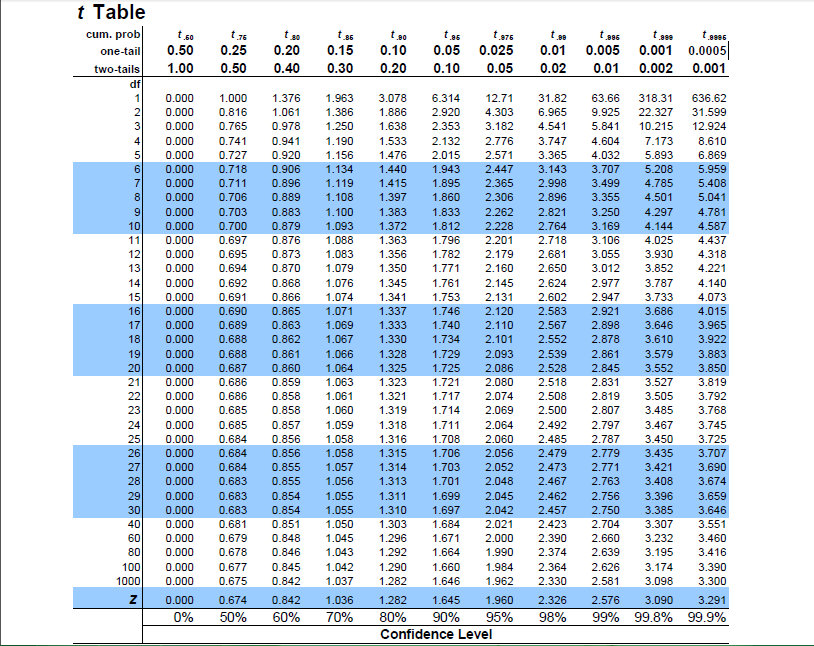 t Table
cum. prob t .50 t .75 t .80 t .85 t .90 t .95 t .975 t .99 t .995 t .999 t .9995
one-tail 0.50 0.25 0.20 0.15 0.10 0.05 0.025 0.01 0.005 0.001 0.0005
two-tails 1.00 0.50 0.40 0.30 0.20 0.10 0.05 0.02 0.01 0.002 0.001
df
1 0.000 1.000 1.376 1.963 3.078 6.314 12.71 31.82 63.66 318.31 636.62
2 0.000 0.816 1.061 1.386 1.886 2.920 4.303 6.965 9.925 22.327 31.599
3 0.000 0.765 0.978 1.250 1.638 2.353 3.182 4.541 5.841 10.215 12.924
4 0.000 0.741 0.941 1.190 1.533 2.132 2.776 3.747 4.604 7.173 8.610
5 0.000 0.727 0.920 1.156 1.476 2.015 2.571 3.365 4.032 5.893 6.869
6 0.000 0.718 0.906 1.134 1.440 1.943 2.447 3.143 3.707 5.208 5.959
7 0.000 0.711 0.896 1.119 1.415 1.895 2.365 2.998 3.499 4.785 5.408
8 0.000 0.706 0.889 1.108 1.397 1.860 2.306 2.896 3.355 4.501 5.041
9 0.000 0.703 0.883 1.100 1.383 1.833 2.262 2.821 3.250 4.297 4.781
10 0.000 0.700 0.879 1.093 1.372 1.812 2.228 2.764 3.169 4.144 4.587
11 0.000 0.697 0.876 1.088 1.363 1.796 2.201 2.718 3.106 4.025 4.437
12 0.000 0.695 0.873 1.083 1.356 1.782 2.179 2.681 3.055 3.930 4.318
13 0.000 0.694 0.870 1.079 1.350 1.771 2.160 2.650 3.012 3.852 4.221
14 0.000 0.692 0.868 1.076 1.345 1.761 2.145 2.624 2.977 3.787 4.140
15 0.000 0.691 0.866 1.074 1.341 1.753 2.131 2.602 2.947 3.733 4.073
16 0.000 0.690 0.865 1.071 1.337 1.746 2.120 2.583 2.921 3.686 4.015
17 0.000 0.689 0.863 1.069 1.333 1.740 2.110 2.567 2.898 3.646 3.965
18 0.000 0.688 0.862 1.067 1.330 1.734 2.101 2.552 2.878 3.610 3.922
19 0.000 0.688 0.861 1.066 1.328 1.729 2.093 2.539 2.861 3.579 3.883
20 0.000 0.687 0.860 1.064 1.325 1.725 2.086 2.528 2.845 3.552 3.850
21 0.000 0.686 0.859 1.063 1.323 1.721 2.080 2.518 2.831 3.527 3.819
22 0.000 0.686 0.858 1.061 1.321 1.717 2.074 2.508 2.819 3.505 3.792
23 0.000 0.685 0.858 1.060 1.319 1.714 2.069 2.500 2.807 3.485 3.768
24 0.000 0.685 0.857 1.059 1.318 1.711 2.064 2.492 2.797 3.467 3.745
25 0.000 0.684 0.856 1.058 1.316 1.708 2.060 2.485 2.787 3.450 3.725
26 0.000 0.684 0.856 1.058 1.315 1.706 2.056 2.479 2.779 3.435 3.707
27 0.000 0.684 0.855 1.057 1.314 1.703 2.052 2.473 2.771 3.421 3.690
28 0.000 0.683 0.855 1.056 1.313 1.701 2.048 2.467 2.763 3.408 3.674
29 0.000 0.683 0.854 1.055 1.311 1.699 2.045 2.462 2.756 3.396 3.659
30 0.000 0.683 0.854 1.055 1.310 1.697 2.042 2.457 2.750 3.385 3.646
40 0.000 0.681 0.851 1.050 1.303 1.684 2.021 2.423 2.704 3.307 3.551
60 0.000 0.679 0.848 1.045 1.296 1.671 2.000 2.390 2.660 3.232 3.460
80 0.000 0.678 0.846 1.043 1.292 1.664 1.990 2.374 2.639 3.195 3.416
100 0.000 0.677 0.845 1.042 1.290 1.660 1.984 2.364 2.626 3.174 3.390
1000 0.000 0.675 0.842 1.037 1.282 1.646 1.962 2.330 2.581 3.098 3.300
Z 0.000 0.674 0.842 1.036 1.282 1.645 1.960 2.326 2.576 3.090 3.291
0% 50% 60% 70% 80% 90% 95% 98% 99% 99.8% 99.9%
Confidence Level